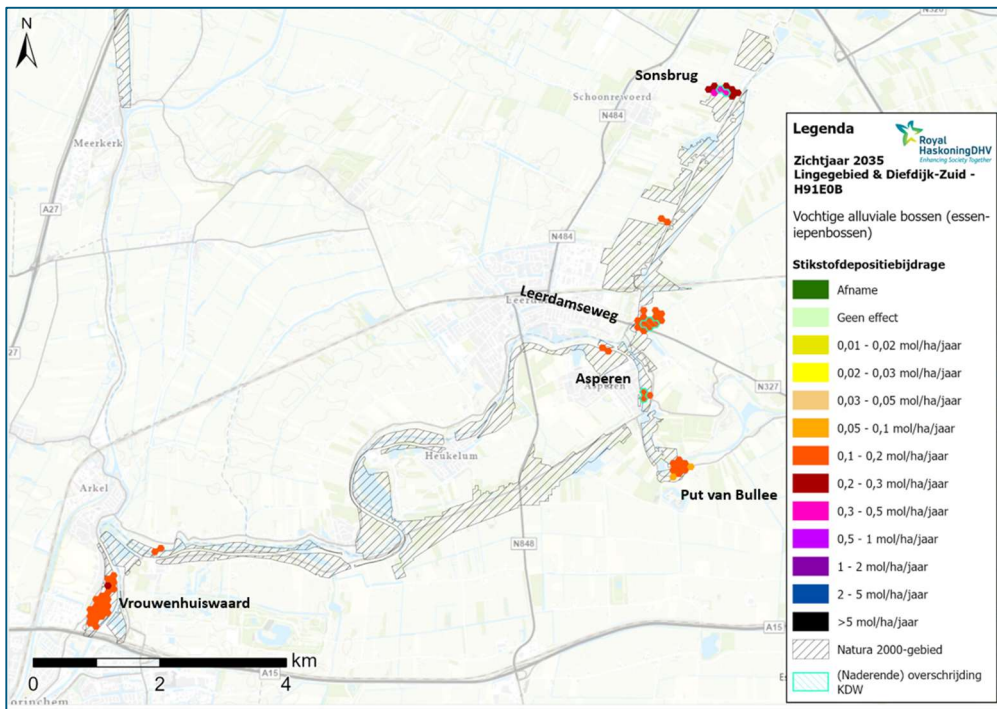 N
N326
Sonsbrug
Schoonrewoerd
N484
Meerkerk
A27
N484
Leerdamseweg
Asperen
Asperen
N327
27
Heukelum
Put van Bullee
Arkel
N848
Vrouwenhuiswaard
A15
A15
km
0 2 4
orinchem
Legenda
Royal
HaskoningDHV
Enhancing Society Together
Zichtjaar 2035
Lingegebied & Diefdijk-Zuid -
H91E0B
Vochtige alluviale bossen (essen-
iepenbossen)
Stikstofdepositiebijdrage
Afname
Geen effect
0,01 - 0,02 mol/ha/jaar
0,02 - 0,03 mol/ha/jaar
0,03 - 0,05 mol/ha/jaar
0,05 - 0,1 mol/ha/jaar
0,1 - 0,2 mol/ha/jaar
0,2 - 0,3 mol/ha/jaar
0,3 - 0,5 mol/ha/jaar
0,5 - 1 mol/ha/jaar
1 - 2 mol/ha/jaar
2 - 5 mol/ha/jaar
>5 mol/ha/jaar
Natura 2000-gebied
(Naderende) overschrijding
KDW